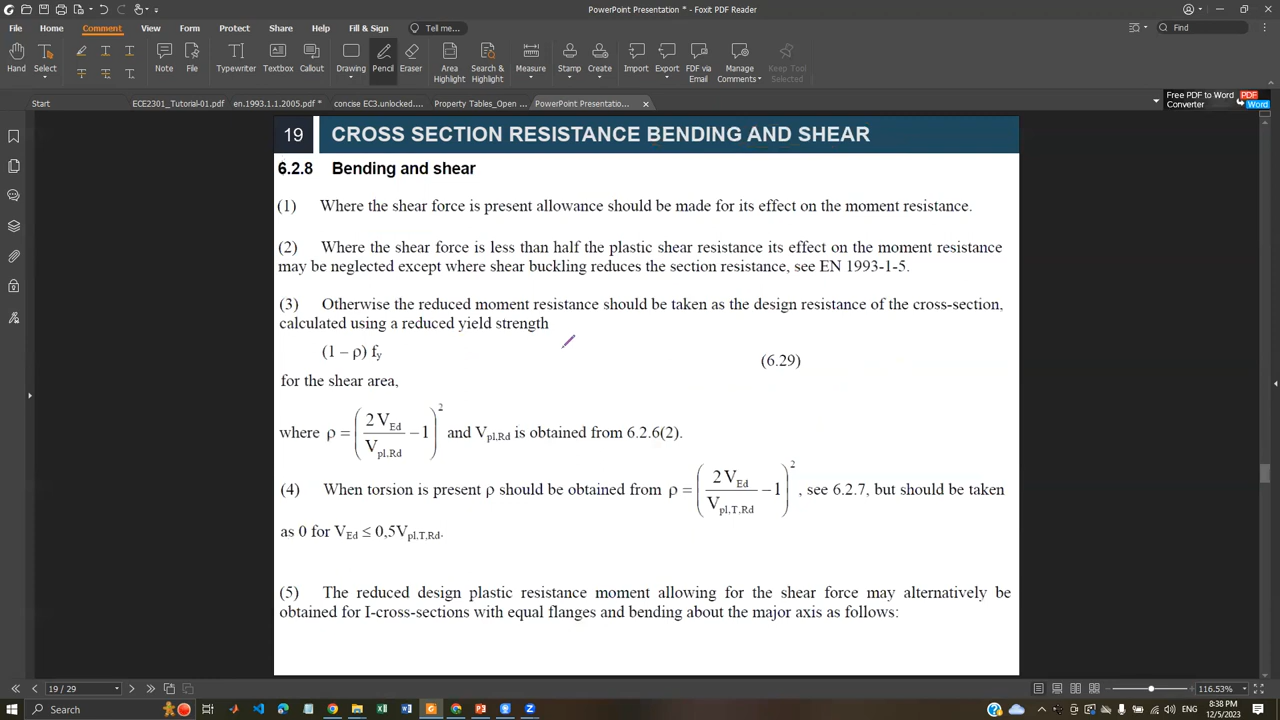 PowerPoint Presentation * - Foxit PDF Reader
File Home Comment View Form Protect Share Help Fill & Sign Tell me... Find
Hand Select Note File Typewriter Textbox Callout Drawing Pencil Eraser Area Highlight Search & Highlight Measure Stamp Create Import Export FDF via Email Manage Comments Keep Tool Selected
Start ECE2301_Tutorial-01.pdf en.1993.1.1.2005.pdf * concise EC3.unlocked.... Property Tables_Open ... PowerPoint Presentatio... Free PDF to Word Converter PDF Word
19 CROSS SECTION RESISTANCE BENDING AND SHEAR
6.2.8 Bending and shear
(1) Where the shear force is present allowance should be made for its effect on the moment resistance.
(2) Where the shear force is less than half the plastic shear resistance its effect on the moment resistance
may be neglected except where shear buckling reduces the section resistance, see EN 1993-1-5.
(3) Otherwise the reduced moment resistance should be taken as the design resistance of the cross-section,
calculated using a reduced yield strength
(1 – ρ) fy (6.29)
for the shear area,
where ρ = (2 VEd / Vpl,Rd − 1)² and Vpl,Rd is obtained from 6.2.6(2).
(4) When torsion is present ρ should be obtained from ρ = (2 VEd / Vpl,T,Rd − 1)² , see 6.2.7, but should be taken
as 0 for VEd ≤ 0,5Vpl,T,Rd.
(5) The reduced design plastic resistance moment allowing for the shear force may alternatively be
obtained for I-cross-sections with equal flanges and bending about the major axis as follows:
19 / 29 116.53%
Search 8:38 PM
12/5/2023